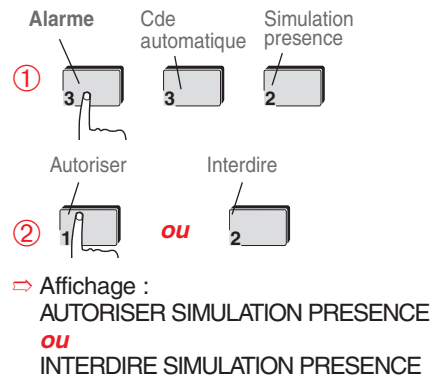 Alarme Cde automatique Simulation presence
① 3 3 2
Autoriser Interdire
② 1 ou 2
⇨ Affichage :
AUTORISER SIMULATION PRESENCE
ou
INTERDIRE SIMULATION PRESENCE